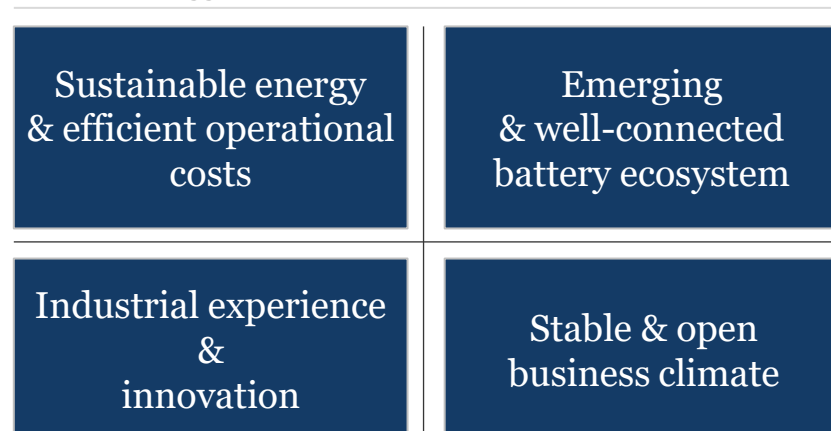 Sustainable energy
& efficient operational
costs
Emerging
& well-connected
battery ecosystem
Industrial experience
&
innovation
Stable & open
business climate